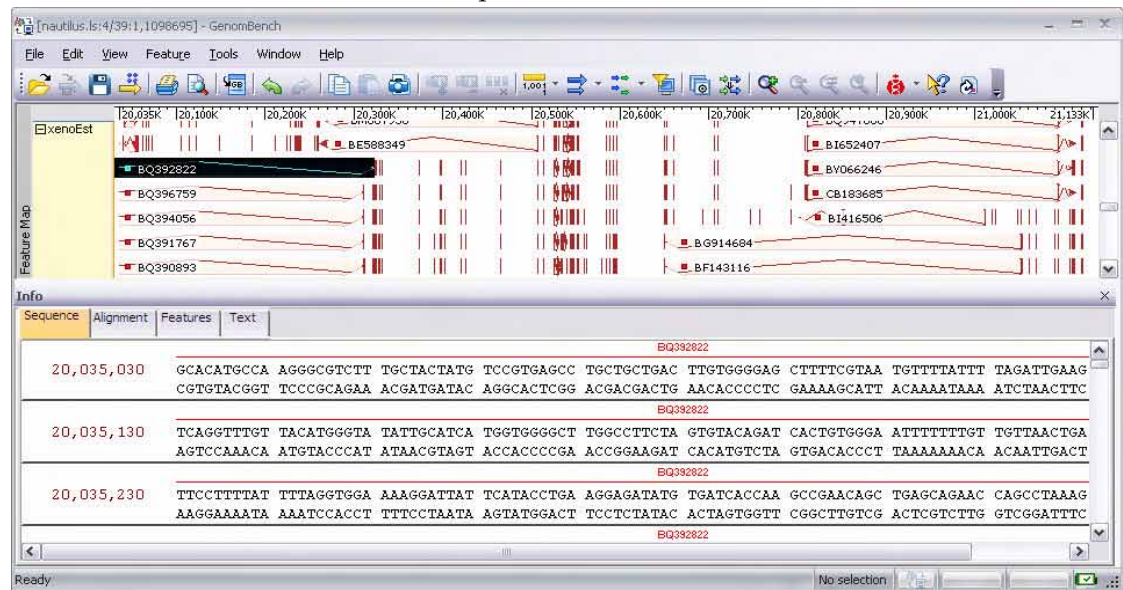 [nautilus.ls:4/39:1,1098695] - GenomBench
File Edit View Feature Tools Window Help
1,001
20,035K 20,100K 20,200K 20,300K 20,400K 20,500K 20,600K 20,700K 20,800K 20,900K 21,000K 21,133K
xenoEst
BE588349 BI652407
BQ392822 BY066246
BQ396759 CB183685
BQ394056 BI416506
BQ391767 BG914684
BQ390893 BF143116
Feature Map
Info
Sequence Alignment Features Text
BQ392822
20,035,030 GCACATGCCA AGGGCGTCTT TGCTACTATG TCCGTGAGCC TGCTGCTGAC TTGTGGGGAG CTTTTCGTAA TGTTTTATTT TAGATTGAAG
CGTGTACGGT TCCCGCAGAA ACGATGATAC AGGCACTCGG ACGACGACTG AACACCCCTC GAAAAGCATT ACAAAATAAA ATCTAACTTC
BQ392822
20,035,130 TCAGGTTTGT TACATGGGTA TATTGCATCA TGGTGGGGCT TGGCCTTCTA GTGTACAGAT CACTGTGGGA ATTTTTTTGT TGTTAACTGA
AGTCCAAACA ATGTACCCAT ATAACGTAGT ACCACCCCGA ACCGGAAGAT CACATGTCTA GTGACACCCT TAAAAAAACA ACAATTGACT
BQ392822
20,035,230 TTCCTTTTAT TTTAGGTGGA AAAGGATTAT TCATACCTGA AGGAGATATG TGATCACCAA GCCGAACAGC TGAGCAGAAC CAGCCTAAAG
AAGGAAAATA AAATCCACCT TTTCCTAATA AGTATGGACT TCCTCTATAC ACTAGTGGTT CGGCTTGTCG ACTCGTCTTG GTCGGATTTC
BQ392822
Ready No selection